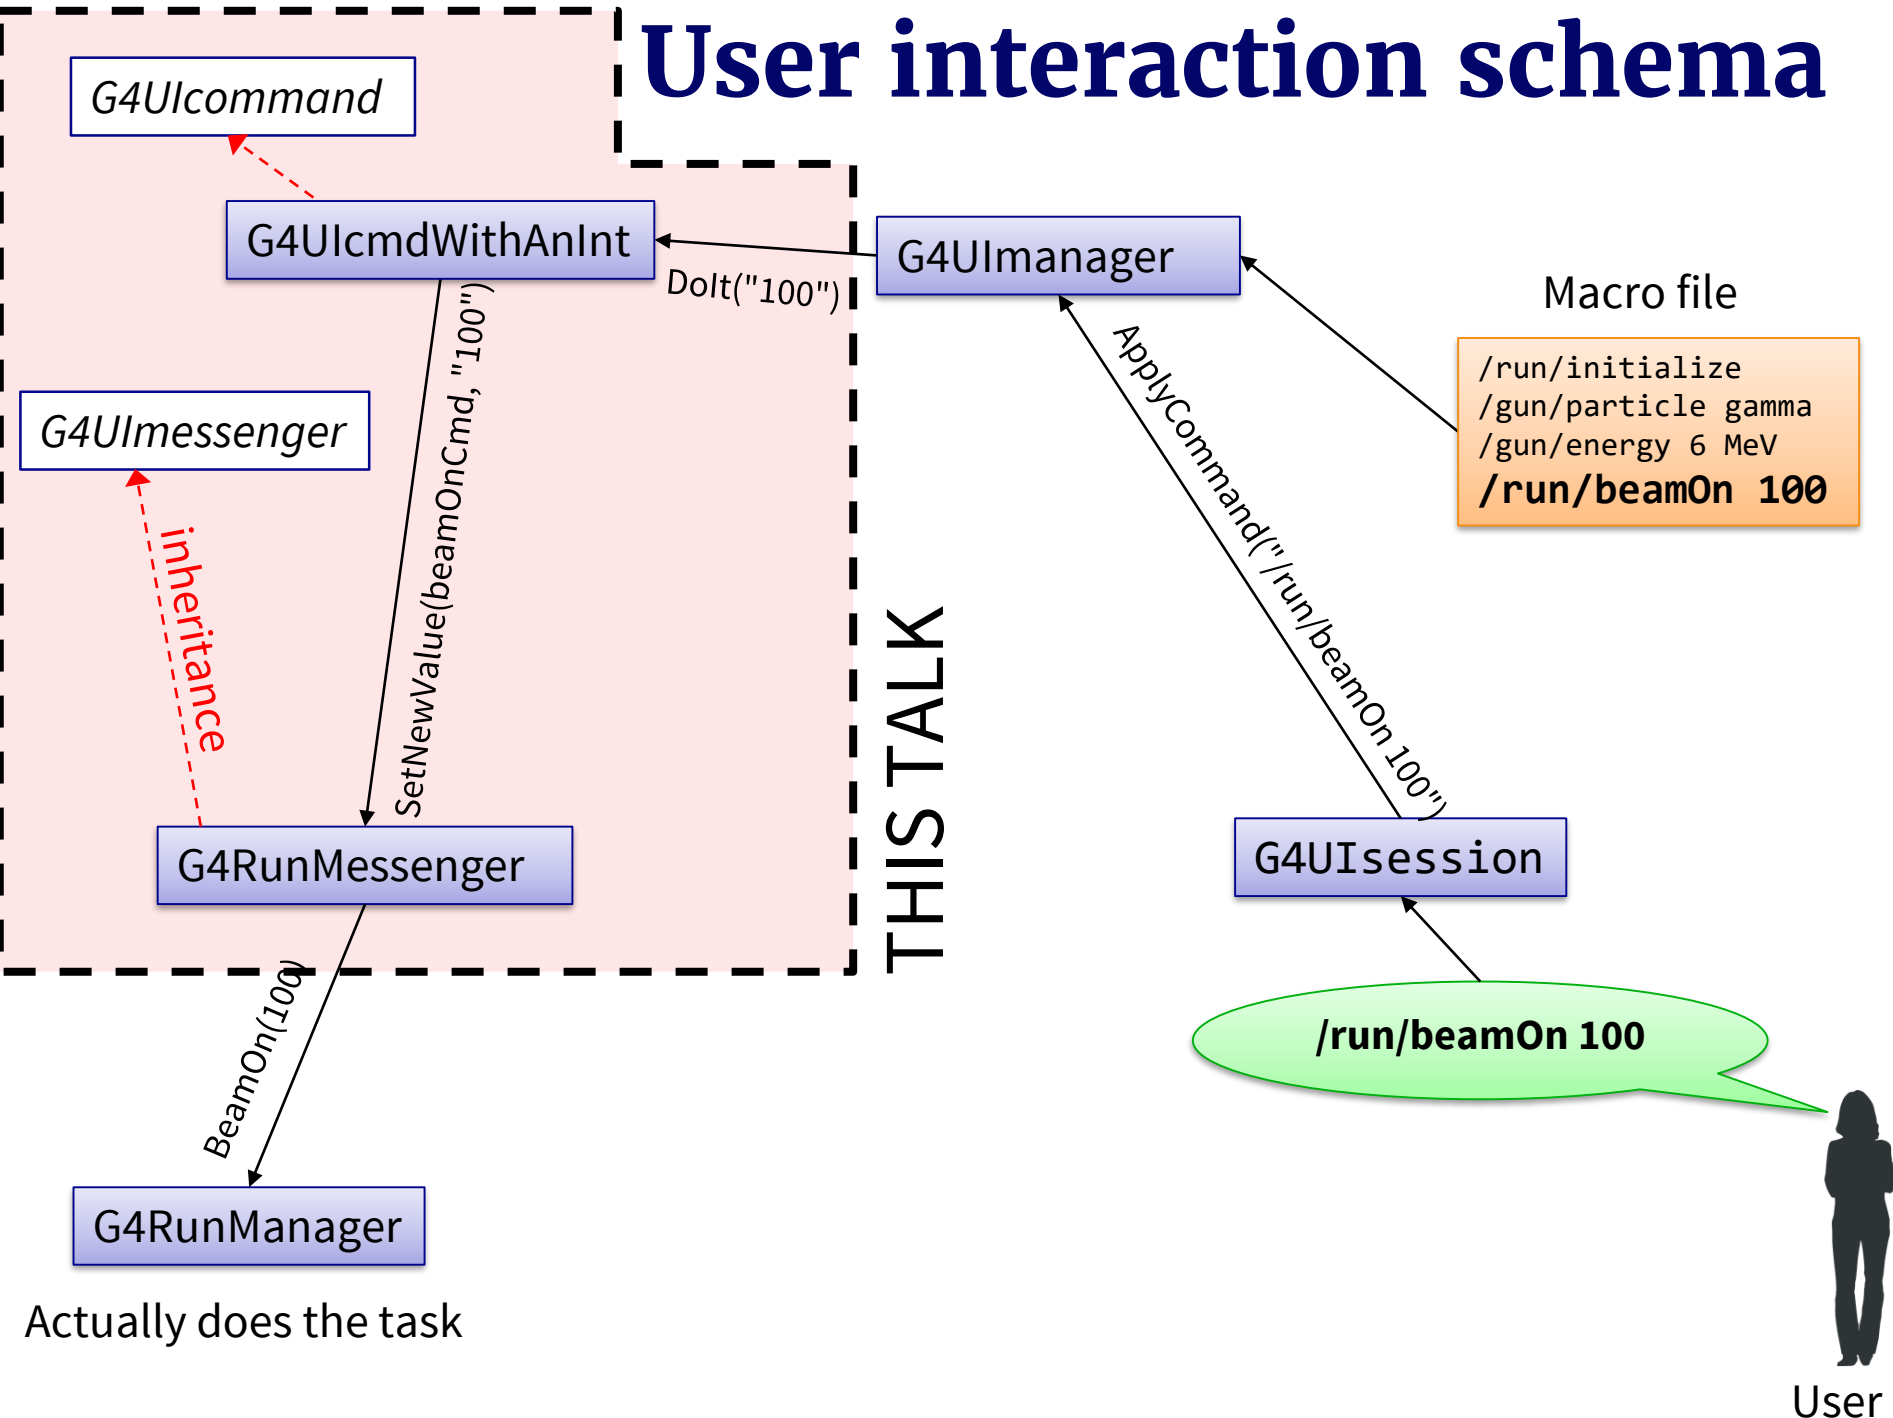 User interaction schema
G4UIcommand
G4UIcmdWithAnInt
G4UImanager
DoIt("100")
Macro file
/run/initialize
/gun/particle gamma
/gun/energy 6 MeV
/run/beamOn 100
G4UImessenger
SetNewValue(beamOnCmd, "100")
ApplyCommand("/run/beamOn 100")
inheritance
THIS TALK
G4RunMessenger
G4UIsession
BeamOn(100)
/run/beamOn 100
G4RunManager
Actually does the task
User